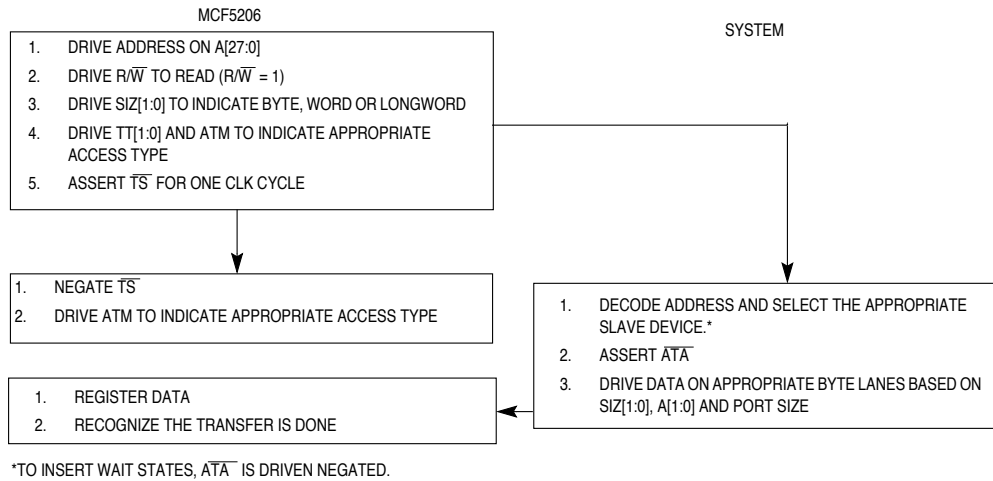 MCF5206
SYSTEM
1. DRIVE ADDRESS ON A[27:0]
2. DRIVE R/W̅ TO READ (R/W̅ = 1)
3. DRIVE SIZ[1:0] TO INDICATE BYTE, WORD OR LONGWORD
4. DRIVE TT[1:0] AND ATM TO INDICATE APPROPRIATE
ACCESS TYPE
5. ASSERT T̅S̅ FOR ONE CLK CYCLE
1. NEGATE T̅S̅
2. DRIVE ATM TO INDICATE APPROPRIATE ACCESS TYPE
1. DECODE ADDRESS AND SELECT THE APPROPRIATE
SLAVE DEVICE.*
2. ASSERT A̅T̅A̅
3. DRIVE DATA ON APPROPRIATE BYTE LANES BASED ON
SIZ[1:0], A[1:0] AND PORT SIZE
1. REGISTER DATA
2. RECOGNIZE THE TRANSFER IS DONE
*TO INSERT WAIT STATES, A̅T̅A̅ IS DRIVEN NEGATED.